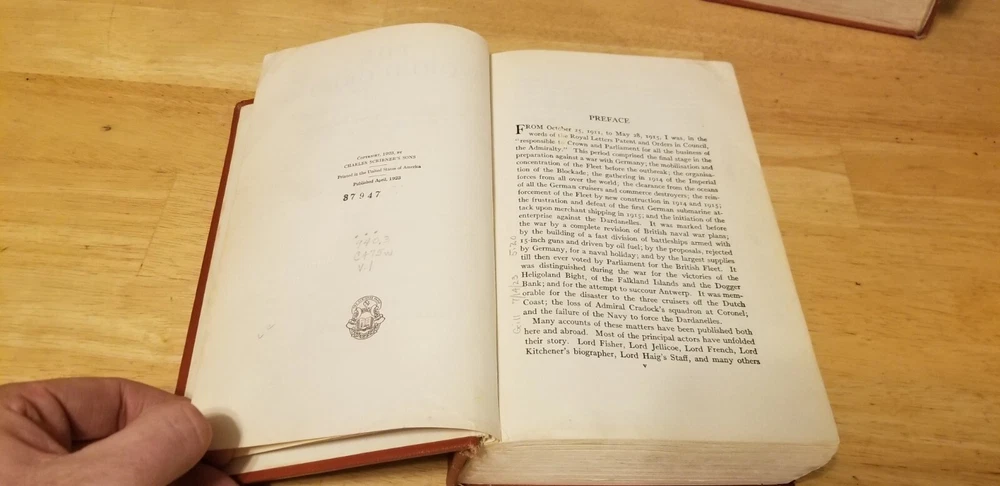 COPYRIGHT, 1923, BY
CHARLES SCRIBNER'S SONS
Printed in the United States of America
Published April, 1923
37947
940.3
v.1
PREFACE
FROM October 25, 1911, to May 28, 1915, I was, in the
words of the Royal Letters Patent and Orders in Council,
"responsible to Crown and Parliament for all the business of
the Admiralty." This period comprised the final stage in the
preparation against a war with Germany; the mobilisation and
concentration of the Fleet before the outbreak; the organisa-
tion of the Blockade; the gathering in 1914 of the Imperial
forces from all over the world; the clearance from the oceans
of all the German cruisers and commerce destroyers; the rein-
forcement of the Fleet by new construction in 1914 and 1915;
the frustration and defeat of the first German submarine at-
tack upon merchant shipping in 1915; and the initiation of the
enterprise against the Dardanelles. It was marked before
the war by a complete revision of British naval war plans;
by the building of a fast division of battleships armed with
15-inch guns and driven by oil fuel; by the proposals, rejected
by Germany, for a naval holiday; and by the largest supplies
till then ever voted by Parliament for the British Fleet. It
was distinguished during the war for the victories of the
Heligoland Bight, of the Falkland Islands and the Dogger
Bank; and for the attempt to succour Antwerp. It was mem-
orable for the disaster to the three cruisers off the Dutch
Coast; the loss of Admiral Cradock's squadron at Coronel;
and the failure of the Navy to force the Dardanelles.
Many accounts of these matters have been published both
here and abroad. Most of the principal actors have unfolded
their story. Lord Fisher, Lord Jellicoe, Lord French, Lord
Kitchener's biographer, Lord Haig's Staff, and many others
v